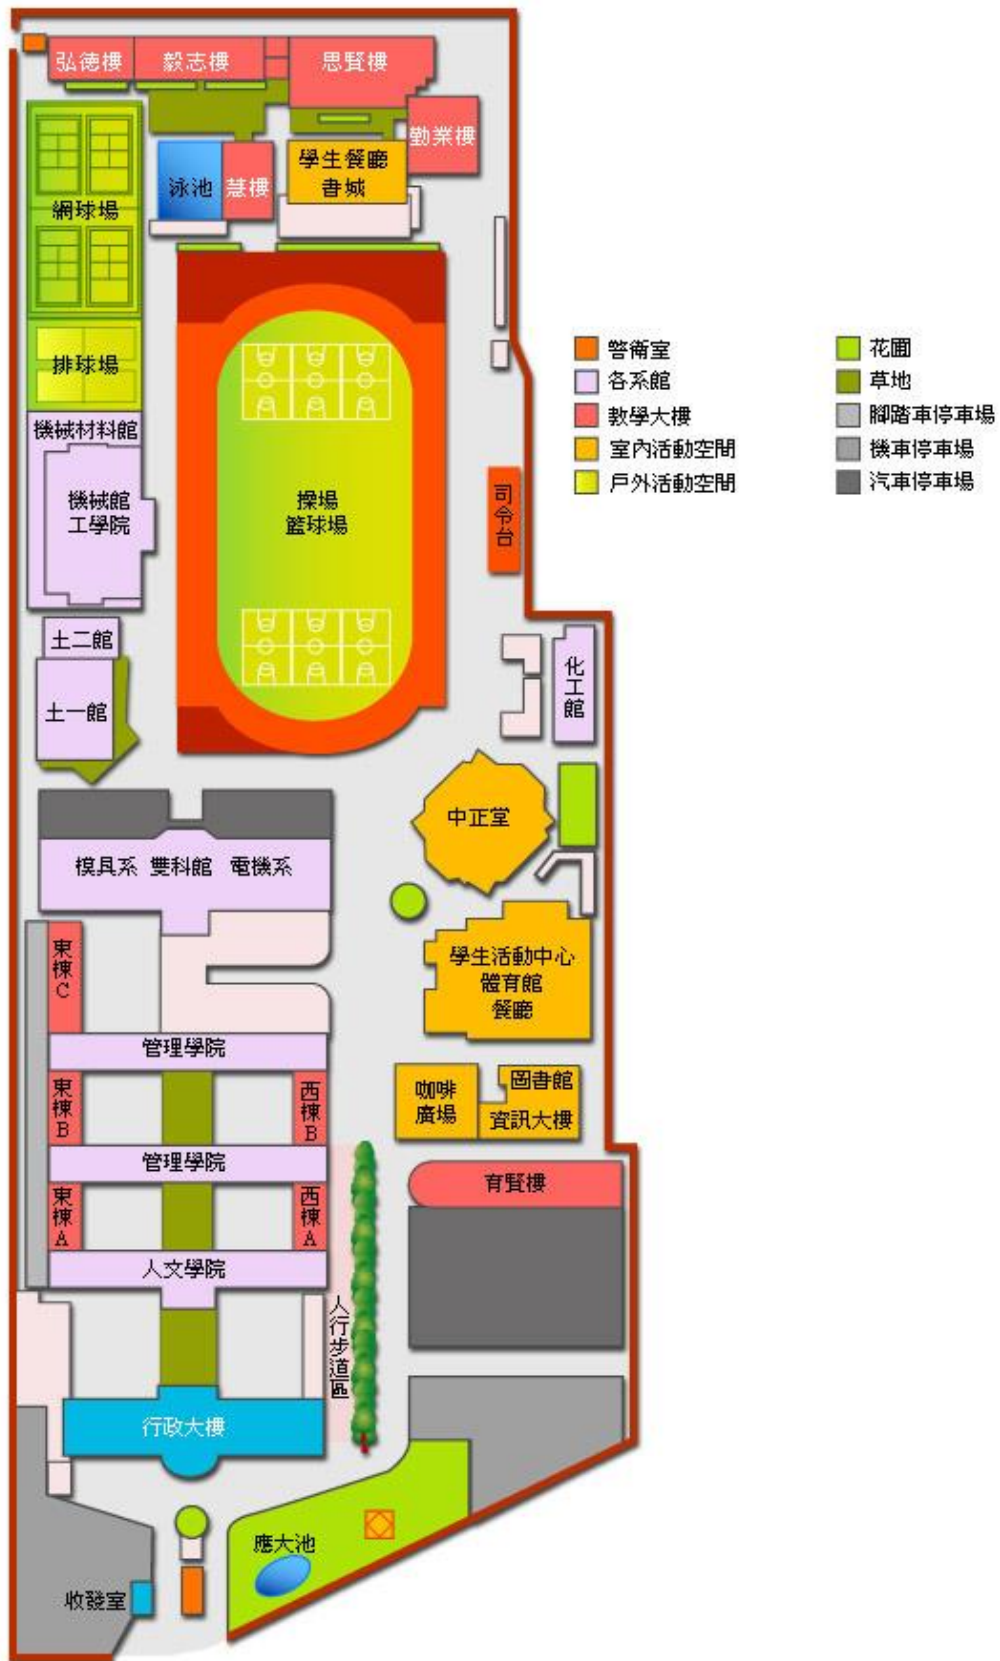 弘德樓
毅志樓
思賢樓
勤業樓
學生餐廳
書城
泳池
慧樓
網球場
排球場
機械材料館
機械館
工學院
操場
籃球場
司令台
警衛室
各系館
教學大樓
室內活動空間
戶外活動空間
花圃
草地
腳踏車停車場
機車停車場
汽車停車場
土二館
土一館
化工館
中正堂
模具系
雙科館
電機系
學生活動中心
體育館
餐廳
東棟C
管理學院
東棟B
西棟B
咖啡
廣場
圖書館
資訊大樓
管理學院
東棟A
西棟A
育賢樓
人文學院
人行步道區
行政大樓
應大池
收發室